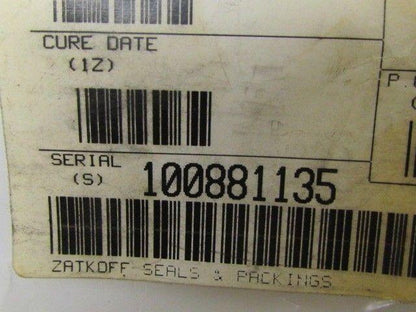 CURE DATE
(1Z)
P.
SERIAL
(S) 100881135
ZATKOFF SEALS & PACKINGS